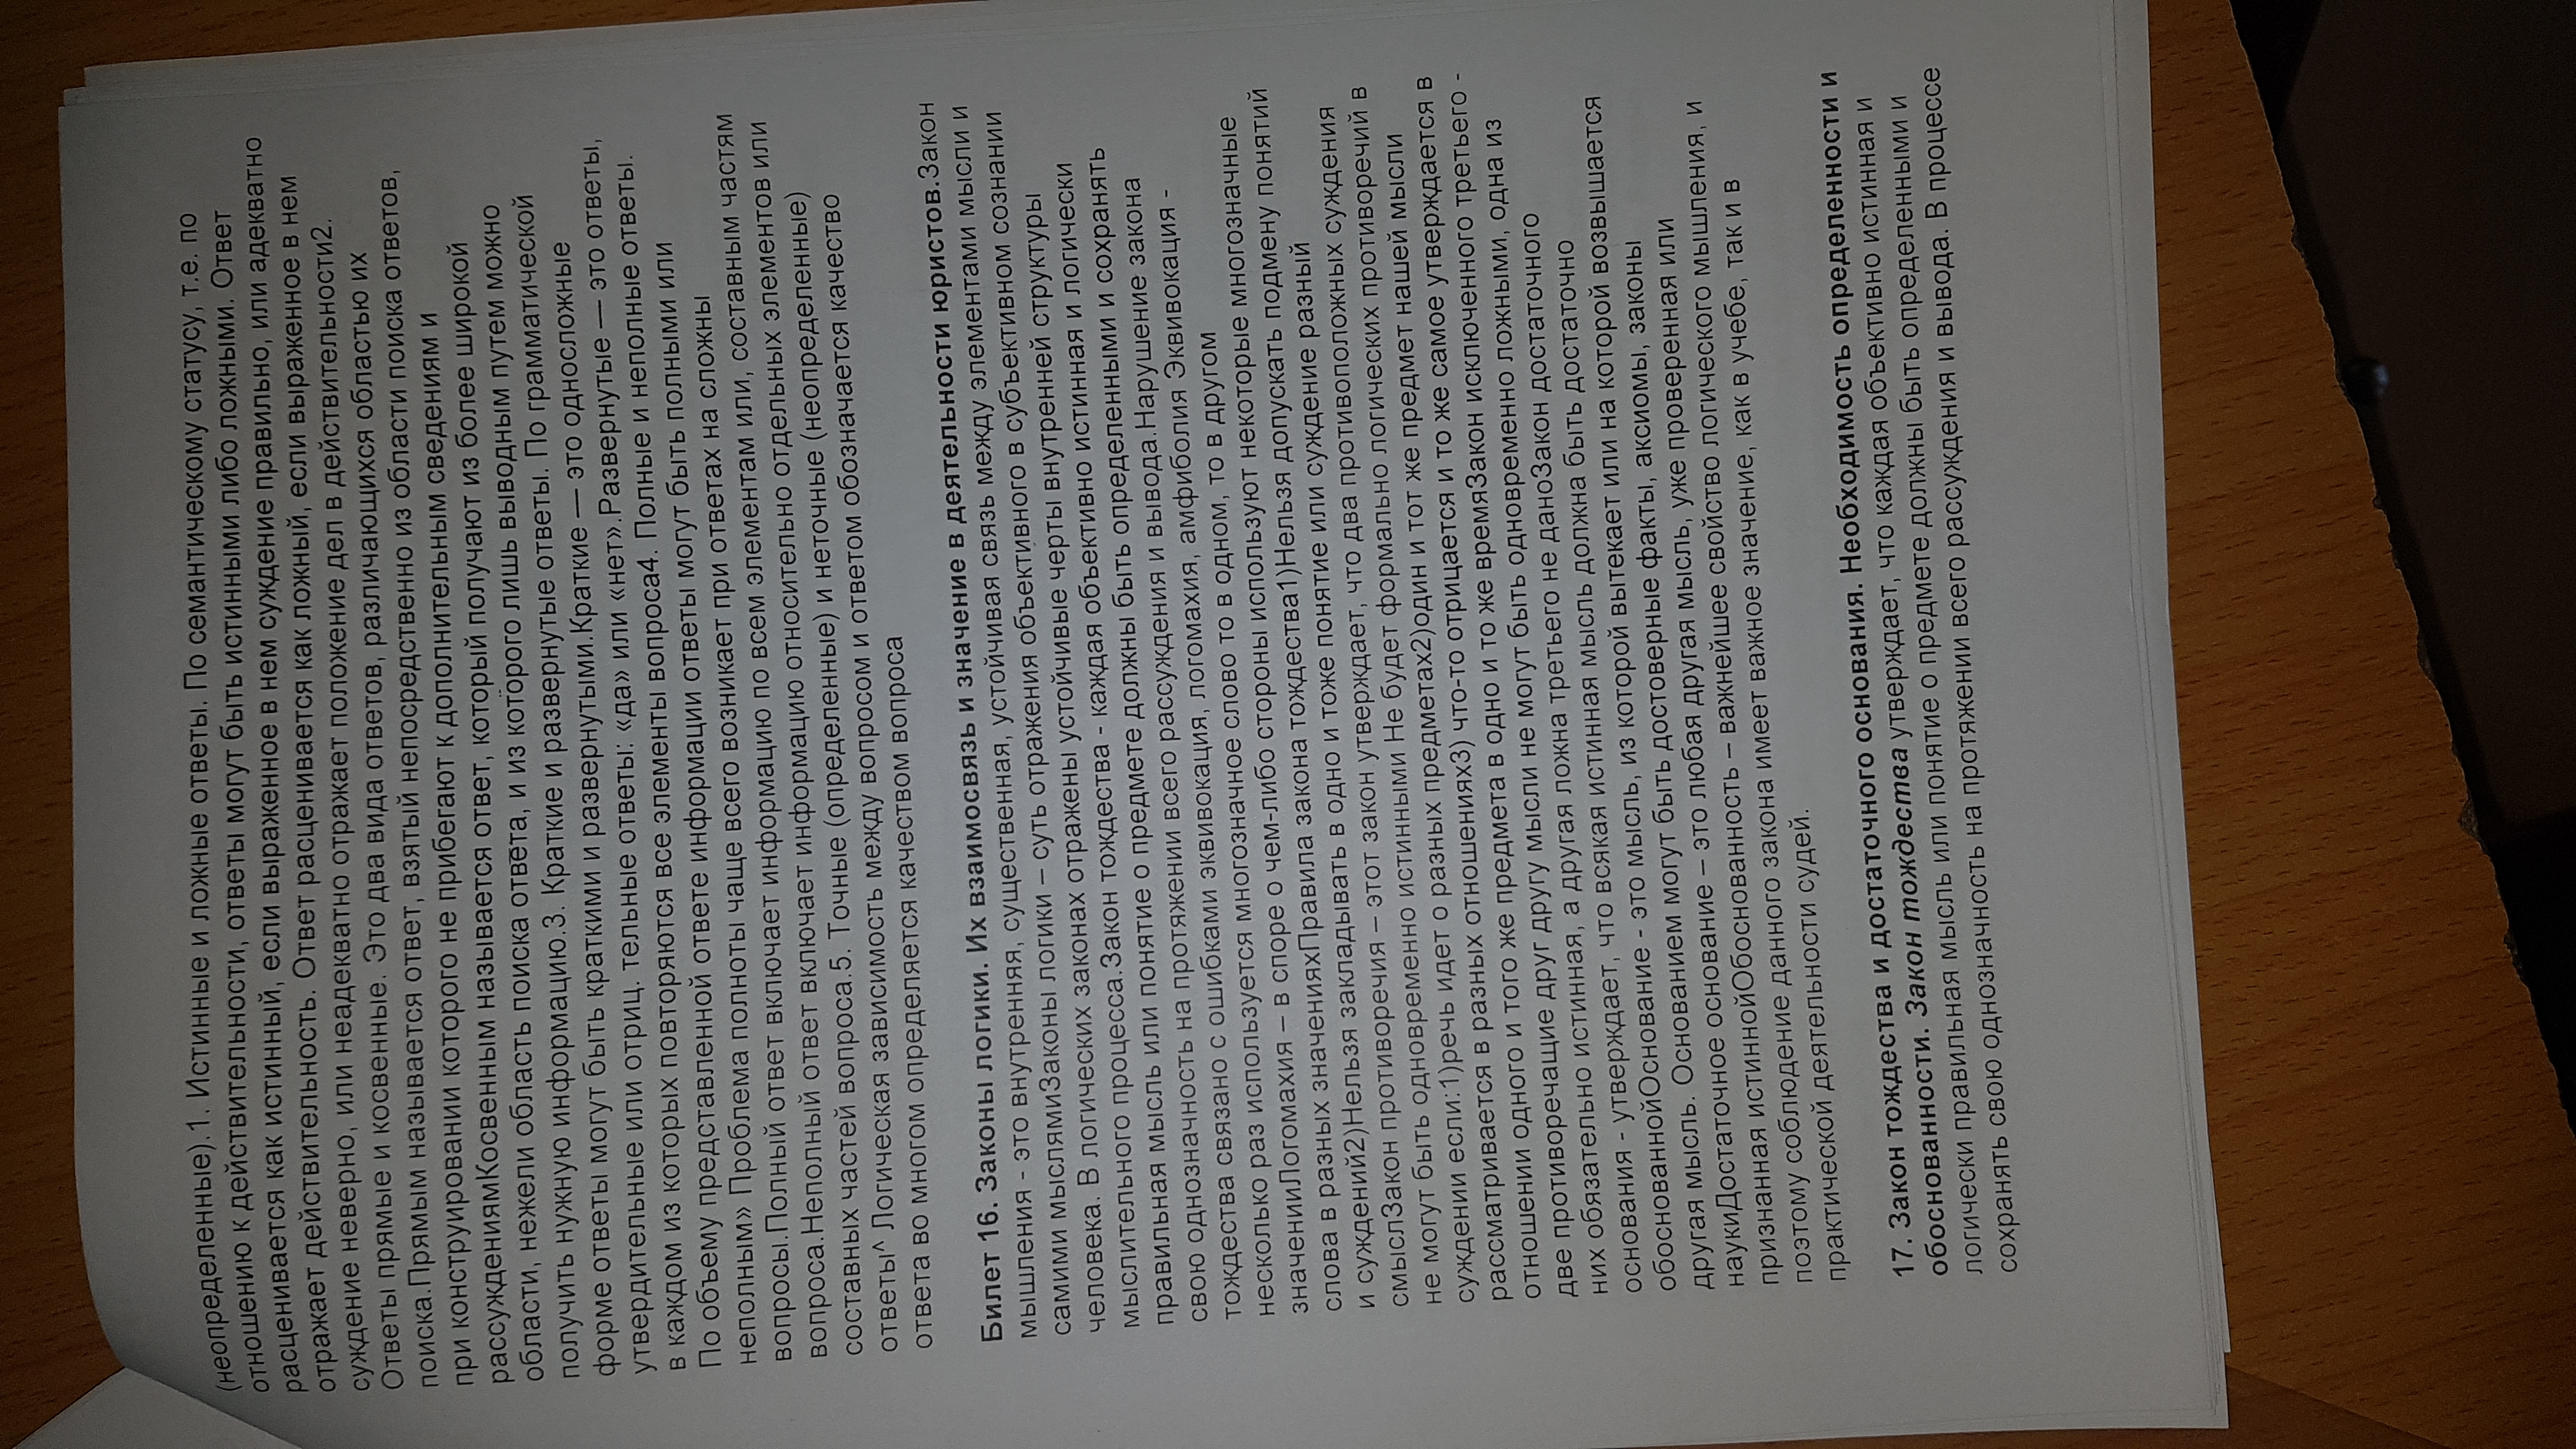 (неопределенные).1. Истинные и ложные ответы. По семантическому статусу, т.е. по
отношению к действительности, ответы могут быть истинными либо ложными. Ответ
расценивается как истинный, если выраженное в нем суждение правильно, или адекватно
отражает действительность. Ответ расценивается как ложный, если выраженное в нем
суждение неверно, или неадекватно отражает положение дел в действительности2.
Ответы прямые и косвенные. Это два вида ответов, различающихся областью их
поиска.Прямым называется ответ, взятый непосредственно из области поиска ответов,
при конструировании которого не прибегают к дополнительным сведениям и
рассуждениямКосвенным называется ответ, который получают из более широкой
области, нежели область поиска ответа, и из которого лишь выводным путем можно
получить нужную информацию.3. Краткие и развернутые ответы. По грамматической
форме ответы могут быть краткими и развернутыми.Краткие — это односложные
утвердительные или отриц. тельные ответы: «да» или «нет».Развернутые — это ответы,
в каждом из которых повторяются все элементы вопроса4. Полные и неполные ответы.
По объему представленной ответе информации ответы могут быть полными или
неполным» Проблема полноты чаще всего возникает при ответах на сложны
вопросы.Полный ответ включает информацию по всем элементам или, составным частям
вопроса.Неполный ответ включает информацию относительно отдельных элементов или
составных частей вопроса.5. Точные (определенные) и неточные (неопределенные)
ответы^ Логическая зависимость между вопросом и ответом обозначается качество
ответа во многом определяется качеством вопроса
Билет 16. Законы логики. Их взаимосвязь и значение в деятельности юристов.Закон
мышления - это внутренняя, существенная, устойчивая связь между элементами мысли и
самими мыслямиЗаконы логики – суть отражения объективного в субъективном сознании
человека. В логических законах отражены устойчивые черты внутренней структуры
мыслительного процесса.Закон тождества - каждая объективно истинная и логически
правильная мысль или понятие о предмете должны быть определенными и сохранять
свою однозначность на протяжении всего рассуждения и вывода.Нарушение закона
тождества связано с ошибками эквивокация, логомахия, амфиболия Эквивокация -
несколько раз используется многозначное слово то в одном, то в другом
значенииЛогомахия – в споре о чем-либо стороны используют некоторые многозначные
слова в разных значенияхПравила закона тождества1)Нельзя допускать подмену понятий
и суждений2)Нельзя закладывать в одно и тоже понятие или суждение разный
смыслЗакон противоречия – этот закон утверждает, что два противоположных суждения
не могут быть одновременно истинными Не будет формально логических противоречий в
суждении если:1)речь идет о разных предметах2)один и тот же предмет нашей мысли
рассматривается в разных отношениях3) что-то отрицается и то же самое утверждается в
отношении одного и того же предмета в одно и то же времяЗакон исключенного третьего -
две противоречащие друг другу мысли не могут быть одновременно ложными, одна из
них обязательно истинная, а другая ложна третьего не даноЗакон достаточного
основания - утверждает, что всякая истинная мысль должна быть достаточно
обоснованнойОснование - это мысль, из которой вытекает или на которой возвышается
другая мысль. Основанием могут быть достоверные факты, аксиомы, законы
наукиДостаточное основание – это любая другая мысль, уже проверенная или
признанная истиннойОбоснованность – важнейшее свойство логического мышления, и
поэтому соблюдение данного закона имеет важное значение, как в учебе, так и в
практической деятельности судей.
17. Закон тождества и достаточного основания. Необходимость определенности и
обоснованности. Закон тождества утверждает, что каждая объективно истинная и
логически правильная мысль или понятие о предмете должны быть определенными и
сохранять свою однозначность на протяжении всего рассуждения и вывода. В процессе